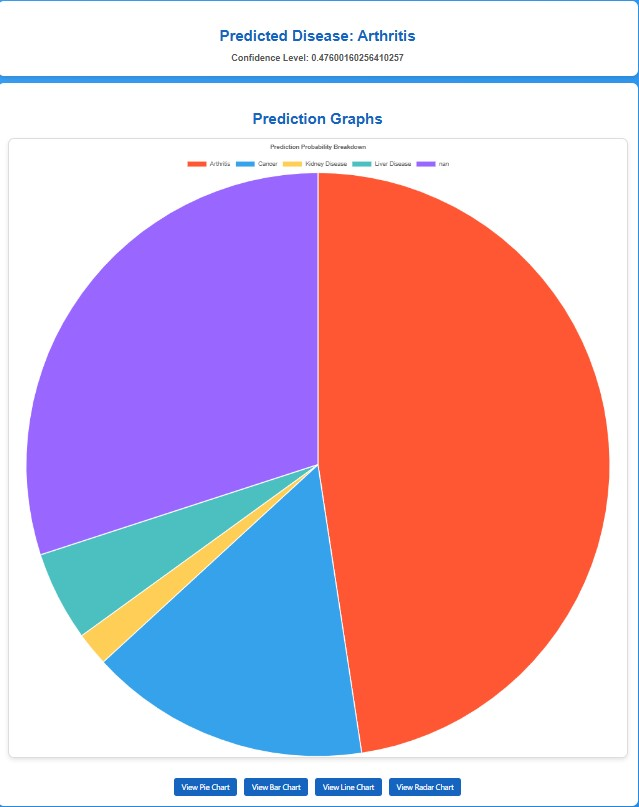 Predicted Disease: Arthritis
Confidence Level: 0.47600160256410257
Prediction Graphs
Prediction Probability Breakdown
Arthritis Cancer Kidney Disease Liver Disease nan
View Pie Chart View Bar Chart View Line Chart View Radar Chart